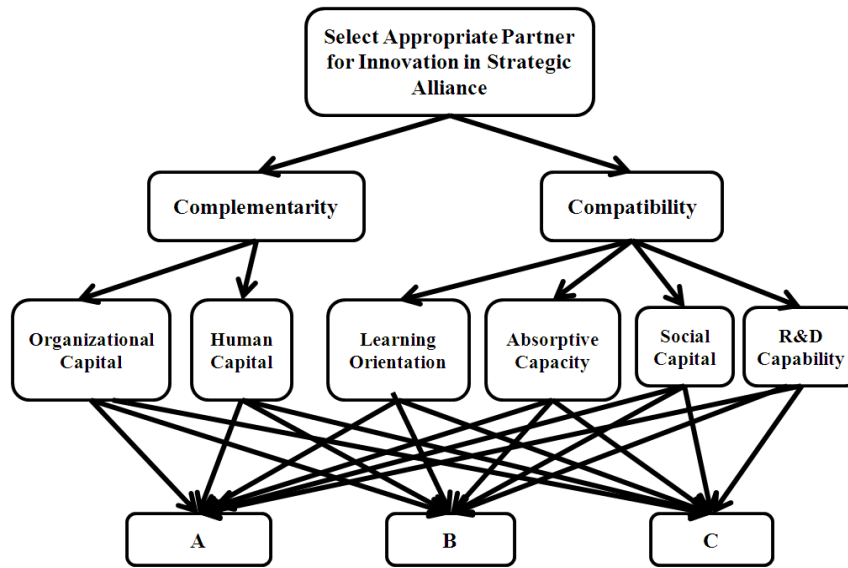 Select Appropriate Partner
for Innovation in Strategic
Alliance
Complementarity
Compatibility
Organizational
Capital
Human
Capital
Learning
Orientation
Absorptive
Capacity
Social
Capital
R&D
Capability
A
B
C